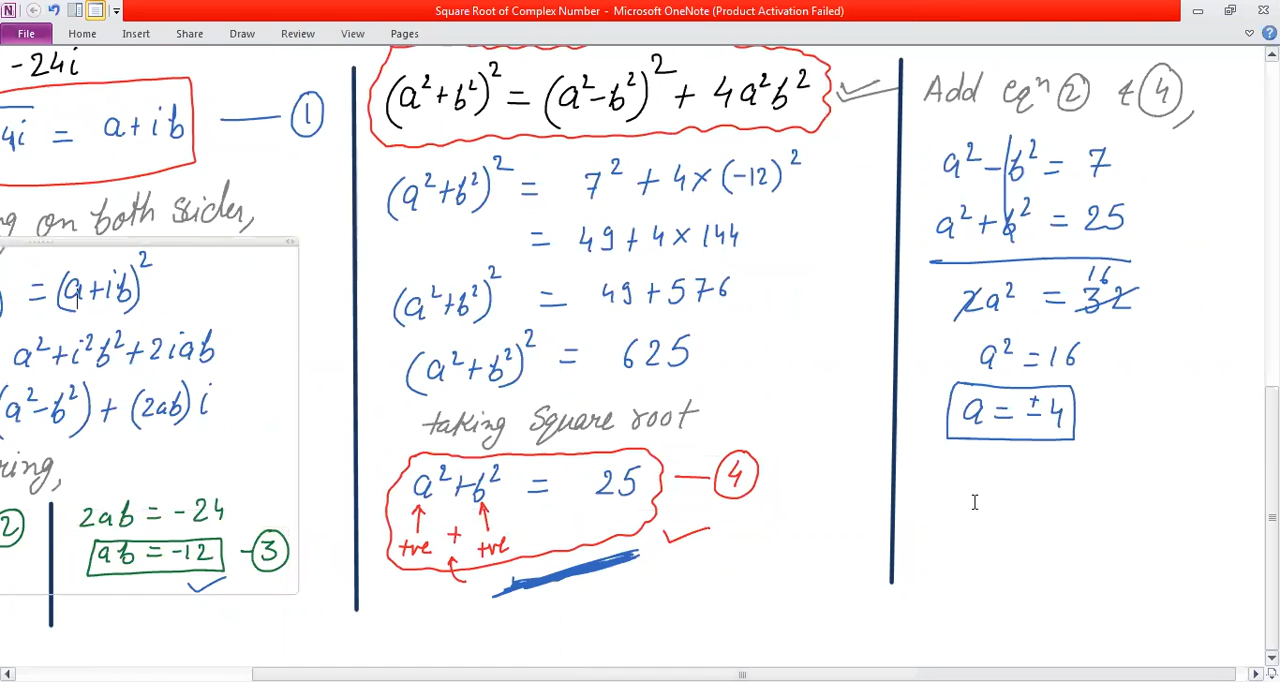 Square Root of Complex Number - Microsoft OneNote (Product Activation Failed)
File Home Insert Share Draw Review View Pages
-24i
4i = a+ib — ①
ng on both sides,
= (a+ib)²
a²+i²b²+2iab
(a²-b²) + (2ab) i
ring,
②
2ab = -24
ab = -12 - ③
(a²+b²)² = (a²-b²)² + 4a²b²
(a²+b²)² = 7² + 4×(-12)²
= 49+4×144
(a²+b²)² = 49+576
(a²+b²)² = 625
taking square root
a²+b² = 25 — ④
+ve + +ve
Add eqⁿ ② & ④,
a²-b² = 7
a²+b² = 25
2a² = 32 16
a² = 16
a = ±4